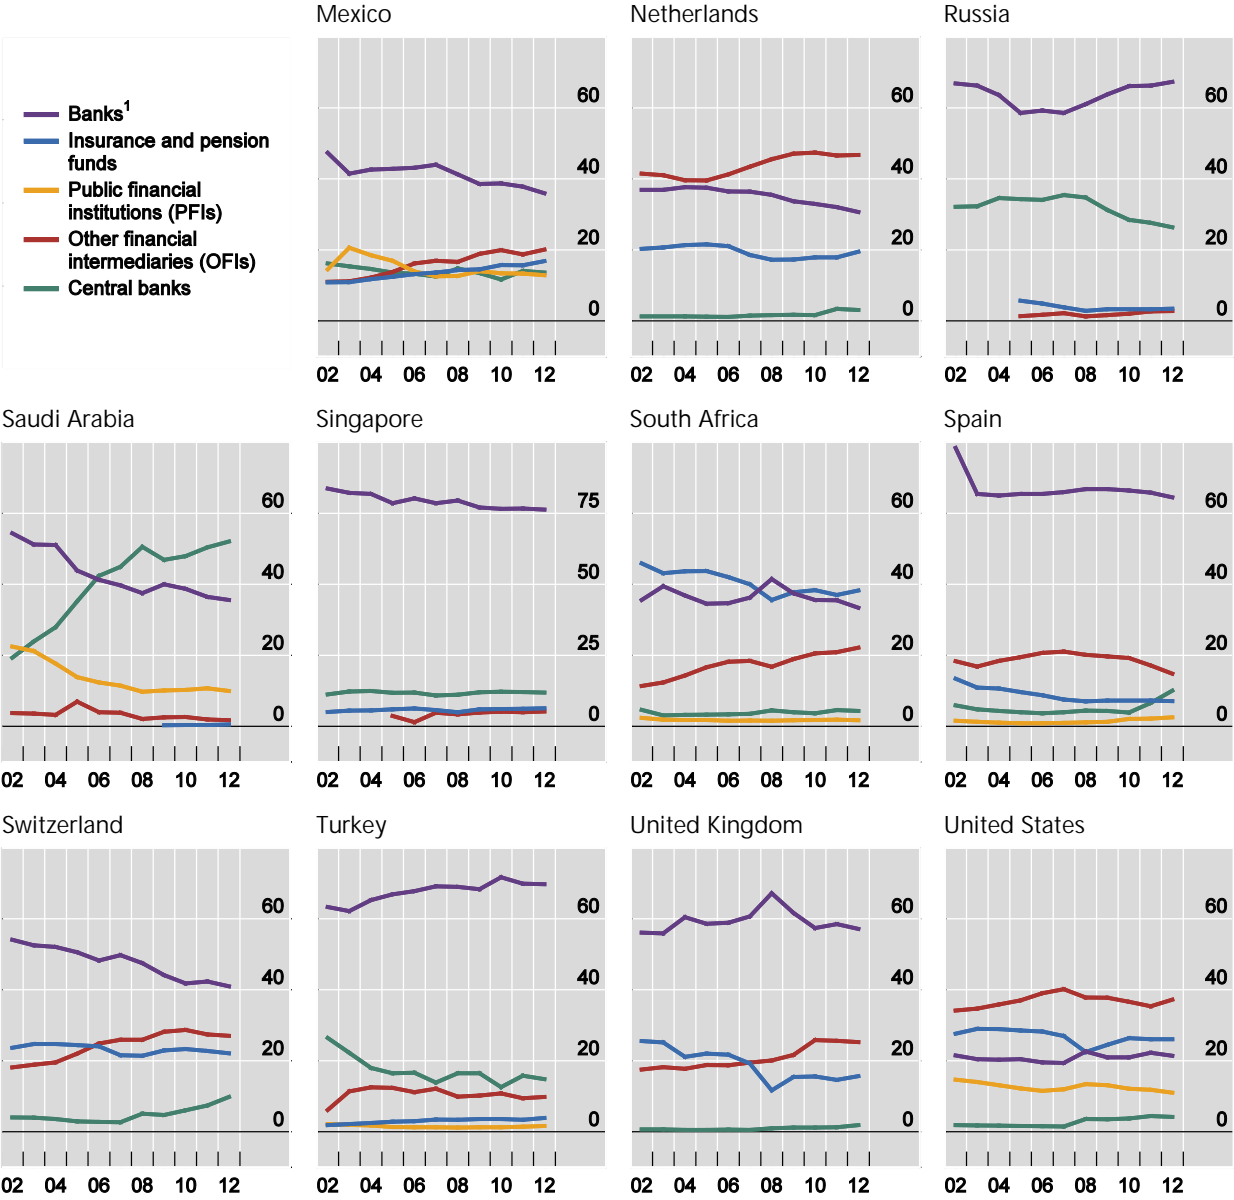 Mexico Netherlands Russia
Banks1
Insurance and pension
funds
Public financial
institutions (PFIs)
Other financial
intermediaries (OFIs)
Central banks
60 60 60
40 40 40
20 20 20
0 0 0
02 04 06 08 10 12 02 04 06 08 10 12 02 04 06 08 10 12
Saudi Arabia Singapore South Africa Spain
60 75 60 60
40 50 40 40
20 25 20 20
0 0 0 0
02 04 06 08 10 12 02 04 06 08 10 12 02 04 06 08 10 12 02 04 06 08 10 12
Switzerland Turkey United Kingdom United States
60 60 60 60
40 40 40 40
20 20 20 20
0 0 0 0
02 04 06 08 10 12 02 04 06 08 10 12 02 04 06 08 10 12 02 04 06 08 10 12